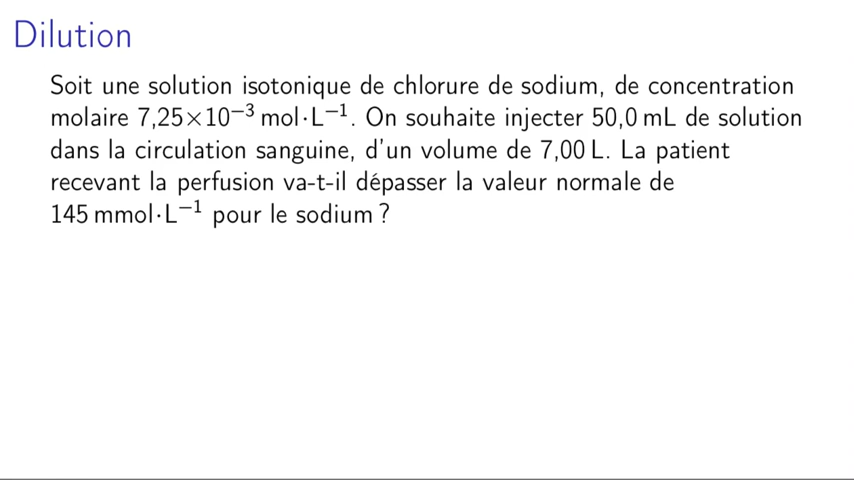 Dilution
Soit une solution isotonique de chlorure de sodium, de concentration
molaire 7,25×10⁻³ mol·L⁻¹. On souhaite injecter 50,0 mL de solution
dans la circulation sanguine, d'un volume de 7,00 L. La patient
recevant la perfusion va-t-il dépasser la valeur normale de
145 mmol·L⁻¹ pour le sodium ?